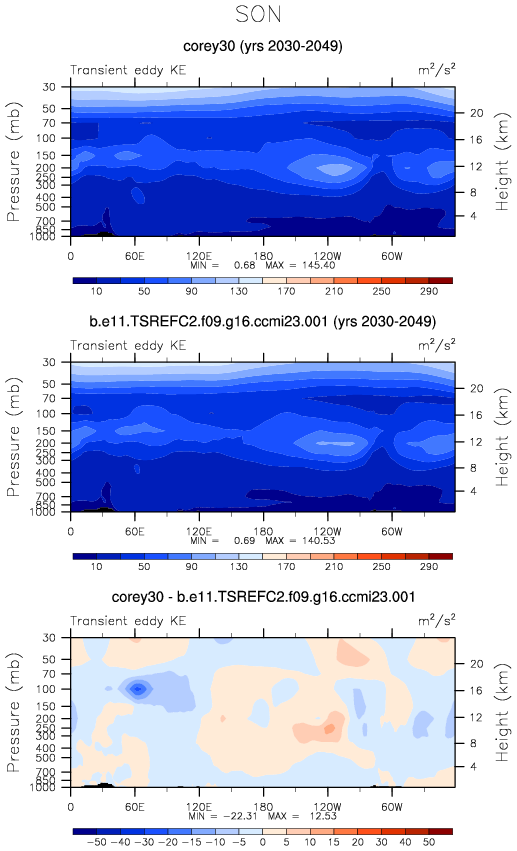 SON
corey30 (yrs 2030-2049)
Transient eddy KE m²/s²
Pressure (mb)
30
50
70
100
150
200
250
300
400
500
700
850
1000
Height (km)
20
16
12
8
4
0 60E 120E 180 120W 60W
MIN = 0.68 MAX = 145.40
10 50 90 130 170 210 250 290
b.e11.TSREFC2.f09.g16.ccmi23.001 (yrs 2030-2049)
Transient eddy KE m²/s²
Pressure (mb)
30
50
70
100
150
200
250
300
400
500
700
850
1000
Height (km)
20
16
12
8
4
0 60E 120E 180 120W 60W
MIN = 0.69 MAX = 140.53
10 50 90 130 170 210 250 290
corey30 - b.e11.TSREFC2.f09.g16.ccmi23.001
Transient eddy KE m²/s²
Pressure (mb)
30
50
70
100
150
200
250
300
400
500
700
850
1000
Height (km)
20
16
12
8
4
0 60E 120E 180 120W 60W
MIN = -22.31 MAX = 12.53
-50 -40 -30 -20 -10 -5 0 5 10 20 30 40 50